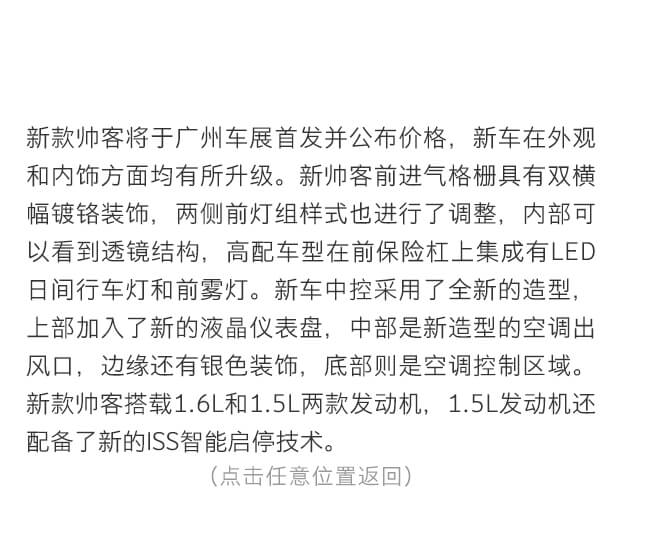 新款帅客将于广州车展首发并公布价格，新车在外观
和内饰方面均有所升级。新帅客前进气格栅具有双横
幅镀铬装饰，两侧前灯组样式也进行了调整，内部可
以看到透镜结构，高配车型在前保险杠上集成有LED
日间行车灯和前雾灯。新车中控采用了全新的造型，
上部加入了新的液晶仪表盘，中部是新造型的空调出
风口，边缘还有银色装饰，底部则是空调控制区域。
新款帅客搭载1.6L和1.5L两款发动机，1.5L发动机还
配备了新的ISS智能启停技术。
（点击任意位置返回）